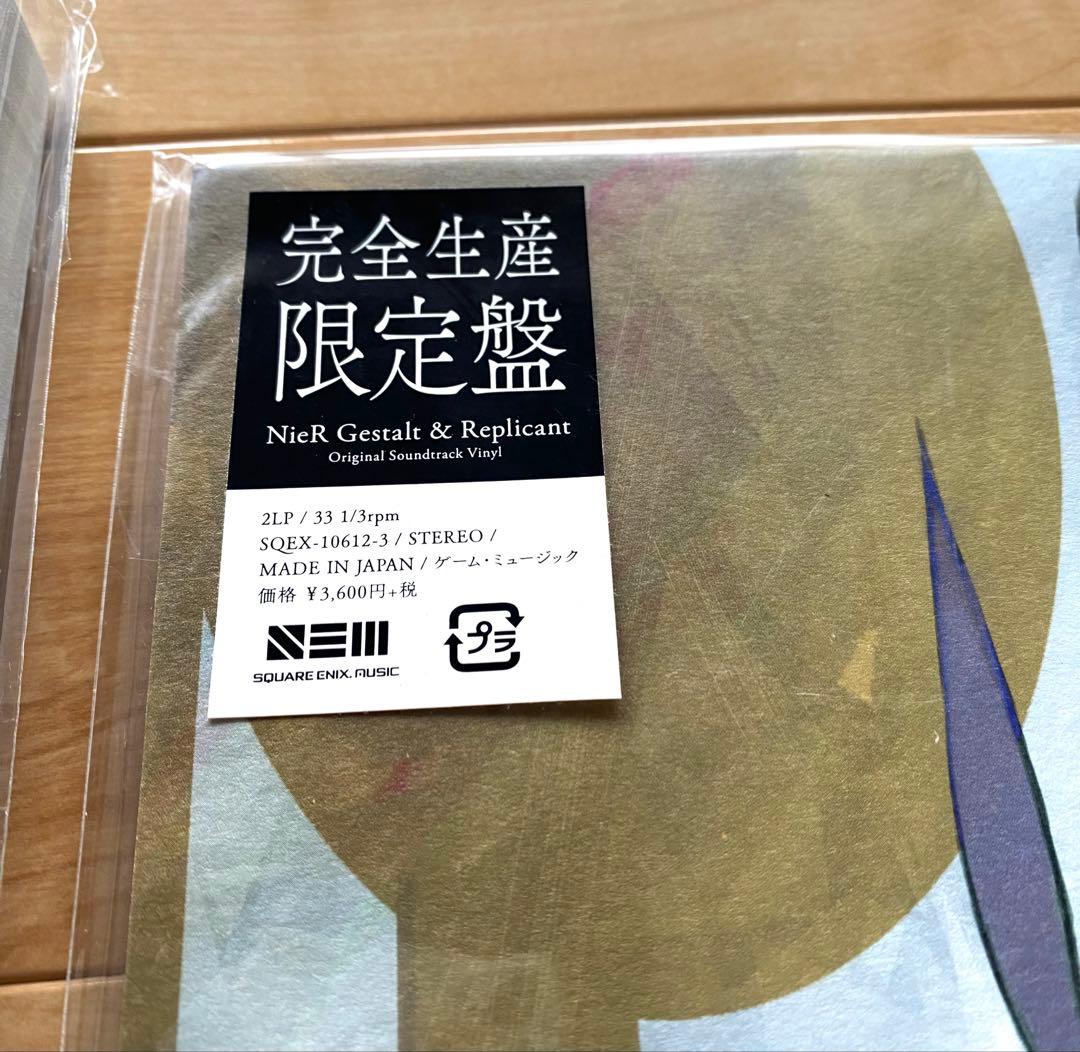 完全生産
限定盤
NieR Gestalt & Replicant
Original Soundtrack Vinyl
2LP / 33 1/3rpm
SQEX-10612-3 / STEREO /
MADE IN JAPAN / ゲーム・ミュージック
価格 ¥3,600円+税
SQUARE ENIX. MUSIC
プラ